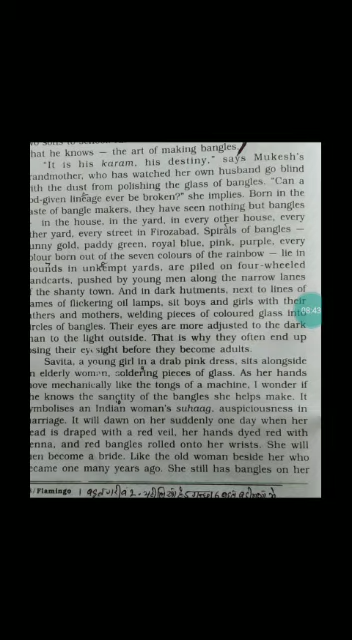 hat he knows — the art of making bangles.
"It is his karam, his destiny," says Mukesh's
randmother, who has watched her own husband go blind
ith the dust from polishing the glass of bangles. "Can a
od-given lineage ever be broken?" she implies. Born in the
aste of bangle makers, they have seen nothing but bangles
— in the house, in the yard, in every other house, every
ther yard, every street in Firozabad. Spirals of bangles —
unny gold, paddy green, royal blue, pink, purple, every
olour born out of the seven colours of the rainbow — lie in
ounds in unkempt yards, are piled on four-wheeled
andcarts, pushed by young men along the narrow lanes
f the shanty town. And in dark hutments, next to lines of
ames of flickering oil lamps, sit boys and girls with their
thers and mothers, welding pieces of coloured glass into
ircles of bangles. Their eyes are more adjusted to the dark
han to the light outside. That is why they often end up
osing their eyesight before they become adults.
Savita, a young girl in a drab pink dress, sits alongside
n elderly woman, soldering pieces of glass. As her hands
ove mechanically like the tongs of a machine, I wonder if
he knows the sanctity of the bangles she helps make. It
ymbolises an Indian woman's suhaag, auspiciousness in
arriage. It will dawn on her suddenly one day when her
ead is draped with a red veil, her hands dyed red with
enna, and red bangles rolled onto her wrists. She will
en become a bride. Like the old woman beside her who
ecame one many years ago. She still has bangles on her
/Flamingo
08:43